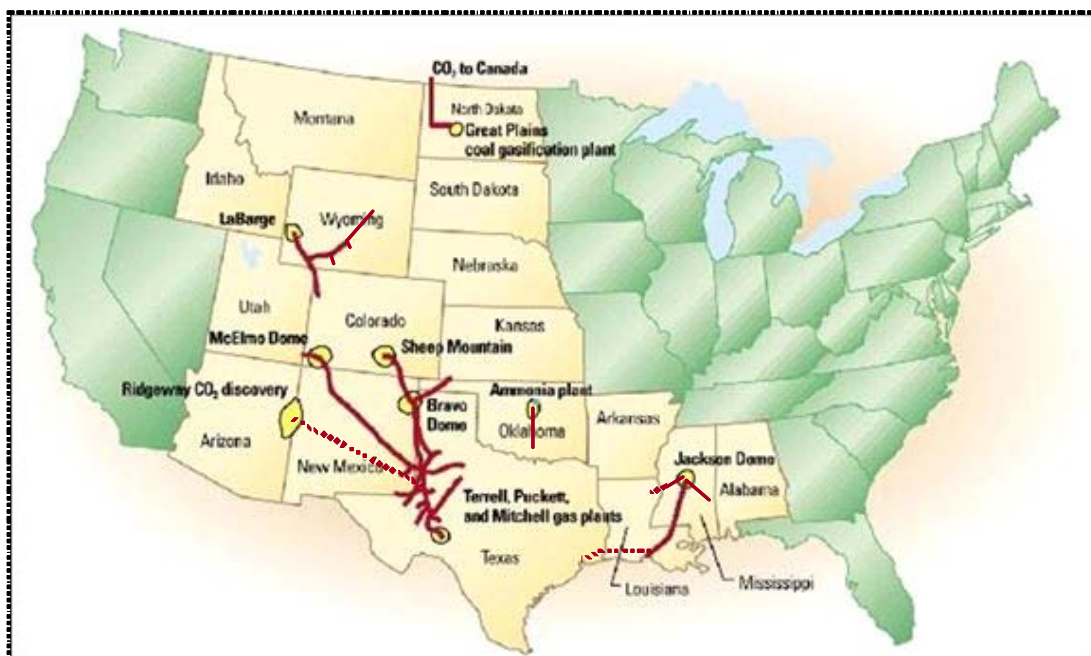 CO₂ to Canada
North Dakota
Montana
Great Plains
coal gasification plant
Idaho
South Dakota
LaBarge
Wyoming
Nebraska
Utah
Colorado
Kansas
McElmo Dome
Sheep Mountain
Ridgeway CO₂ discovery
Ammonia plant
Bravo
Dome
Arkansas
Oklahoma
Arizona
New Mexico
Jackson Dome
Alabama
Terrell, Puckett,
and Mitchell gas plants
Texas
Louisiana
Mississippi